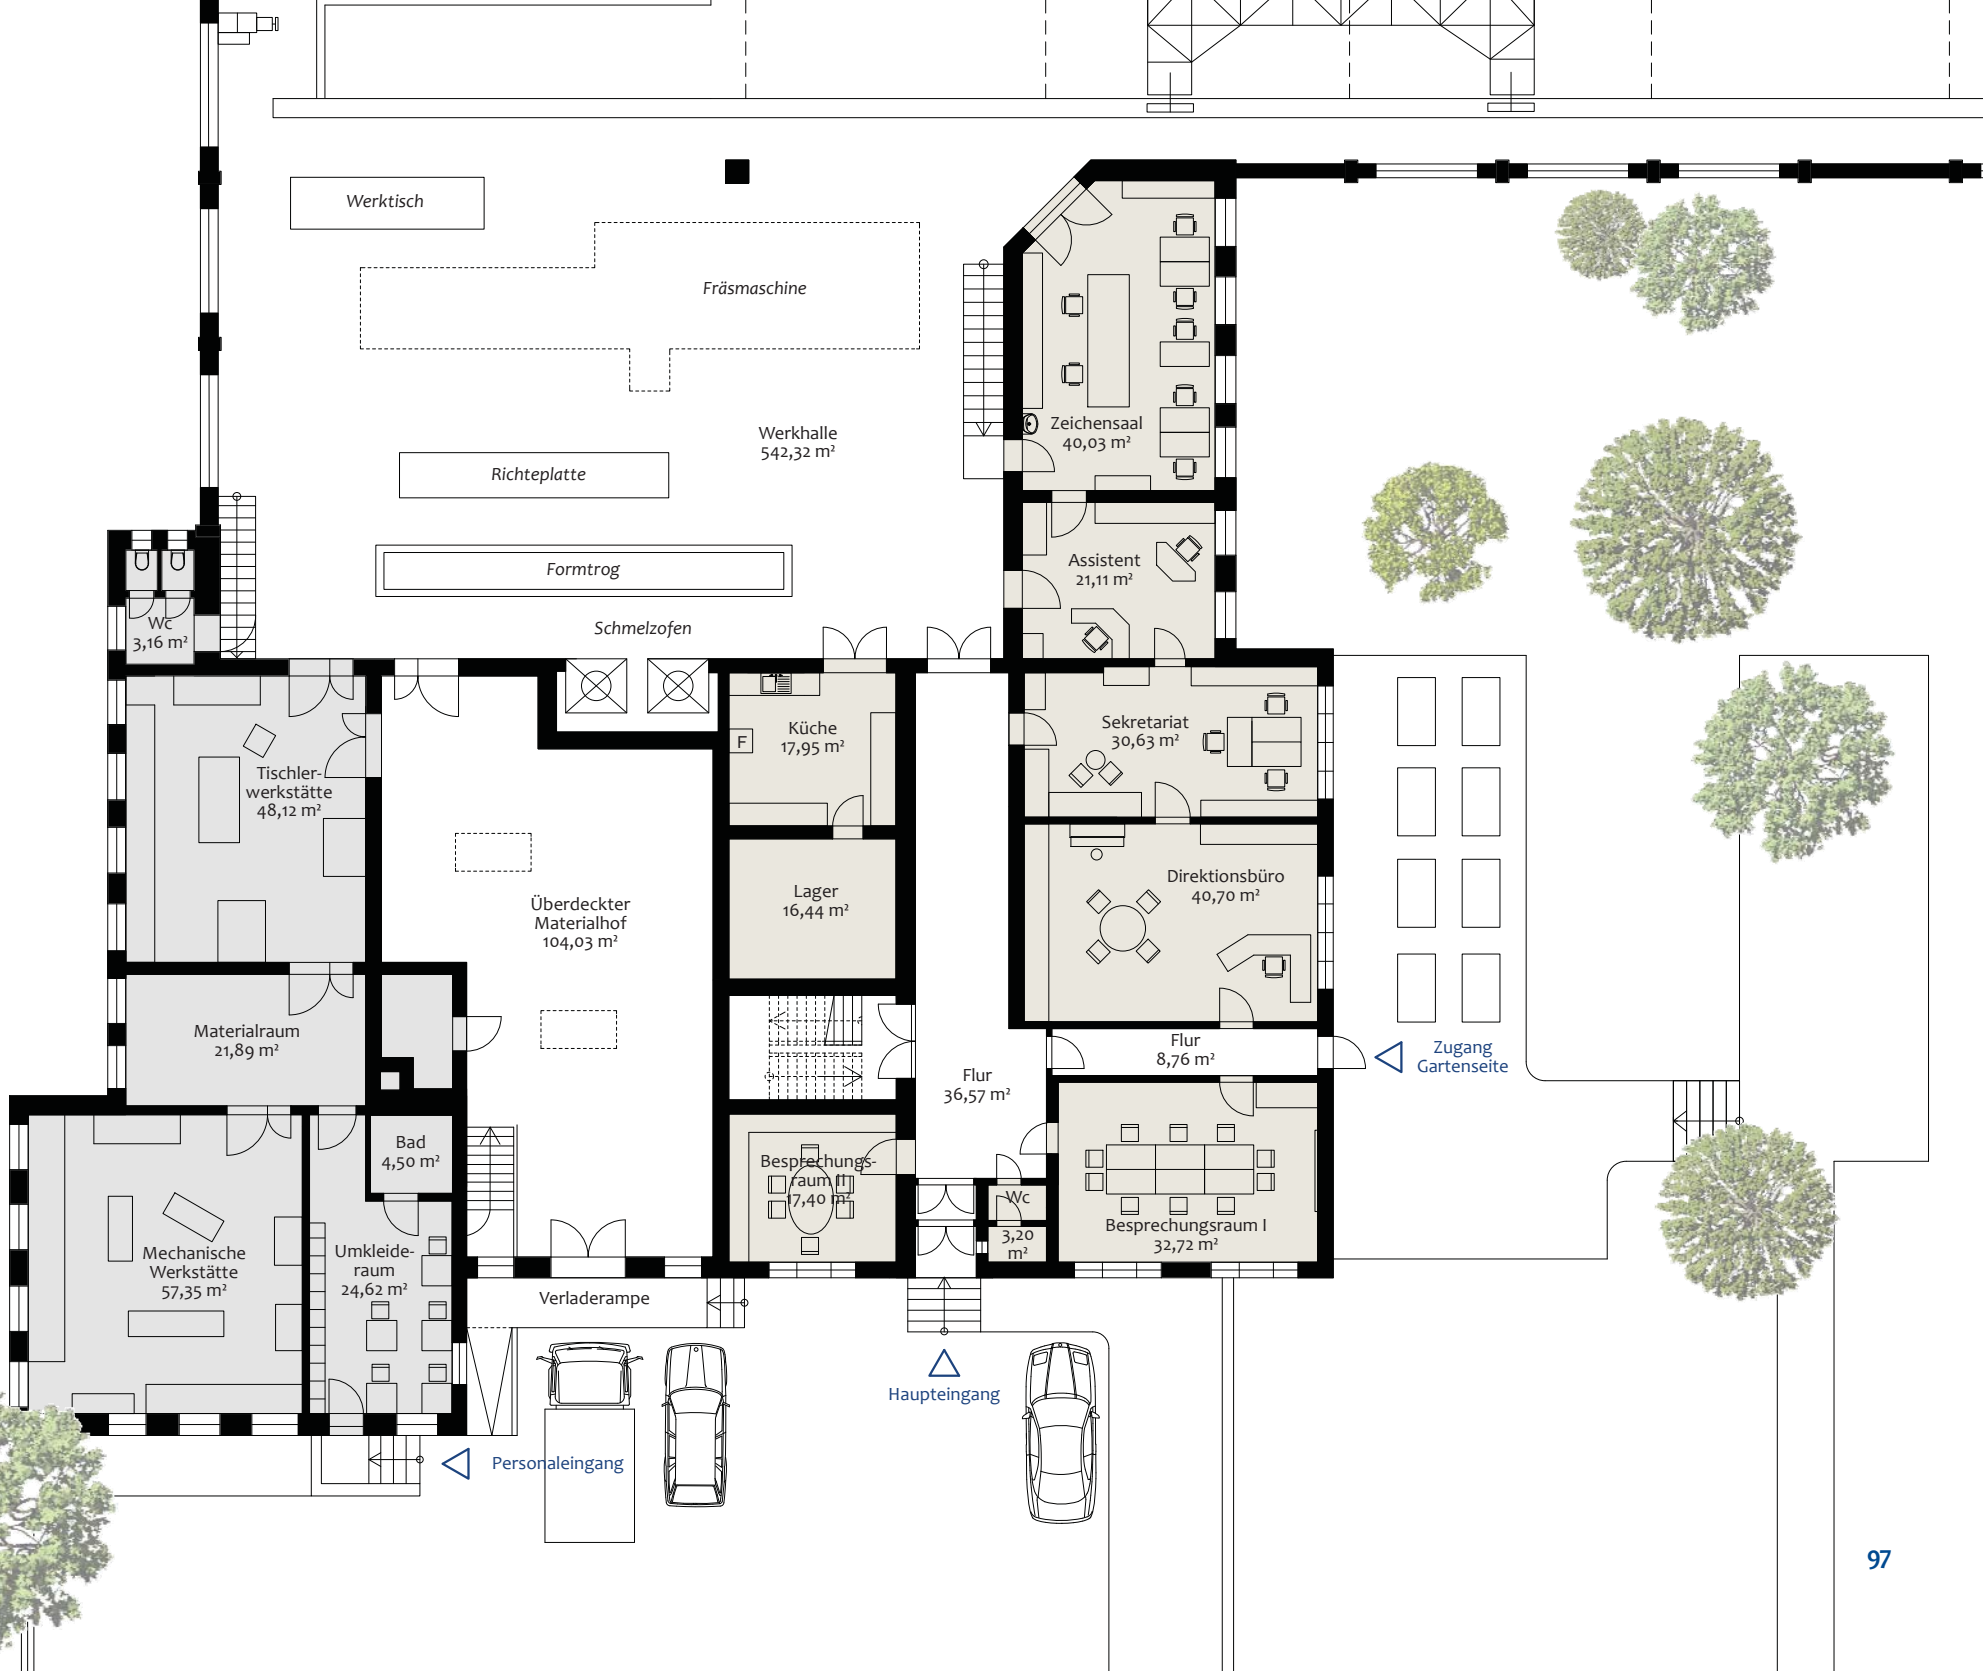 Werktisch
Fräsmaschine
Werkhalle
542,32 m²
Richteplatte
Formtrog
Schmelzofen
Zeichensaal
40,03 m²
Assistent
21,11 m²
Wc
3,16 m²
Küche
17,95 m²
F
Sekretariat
30,63 m²
Tischler-
werkstätte
48,12 m²
Überdeckter
Materialhof
104,03 m²
Lager
16,44 m²
Direktionsbüro
40,70 m²
Materialraum
21,89 m²
Flur
36,57 m²
Flur
8,76 m²
Zugang
Gartenseite
Bad
4,50 m²
Besprechungs-
raum II
17,40 m²
Wc
3,20
m²
Besprechungsraum I
32,72 m²
Mechanische
Werkstätte
57,35 m²
Umkleide-
raum
24,62 m²
Verladerampe
Haupteingang
Personaleingang
97